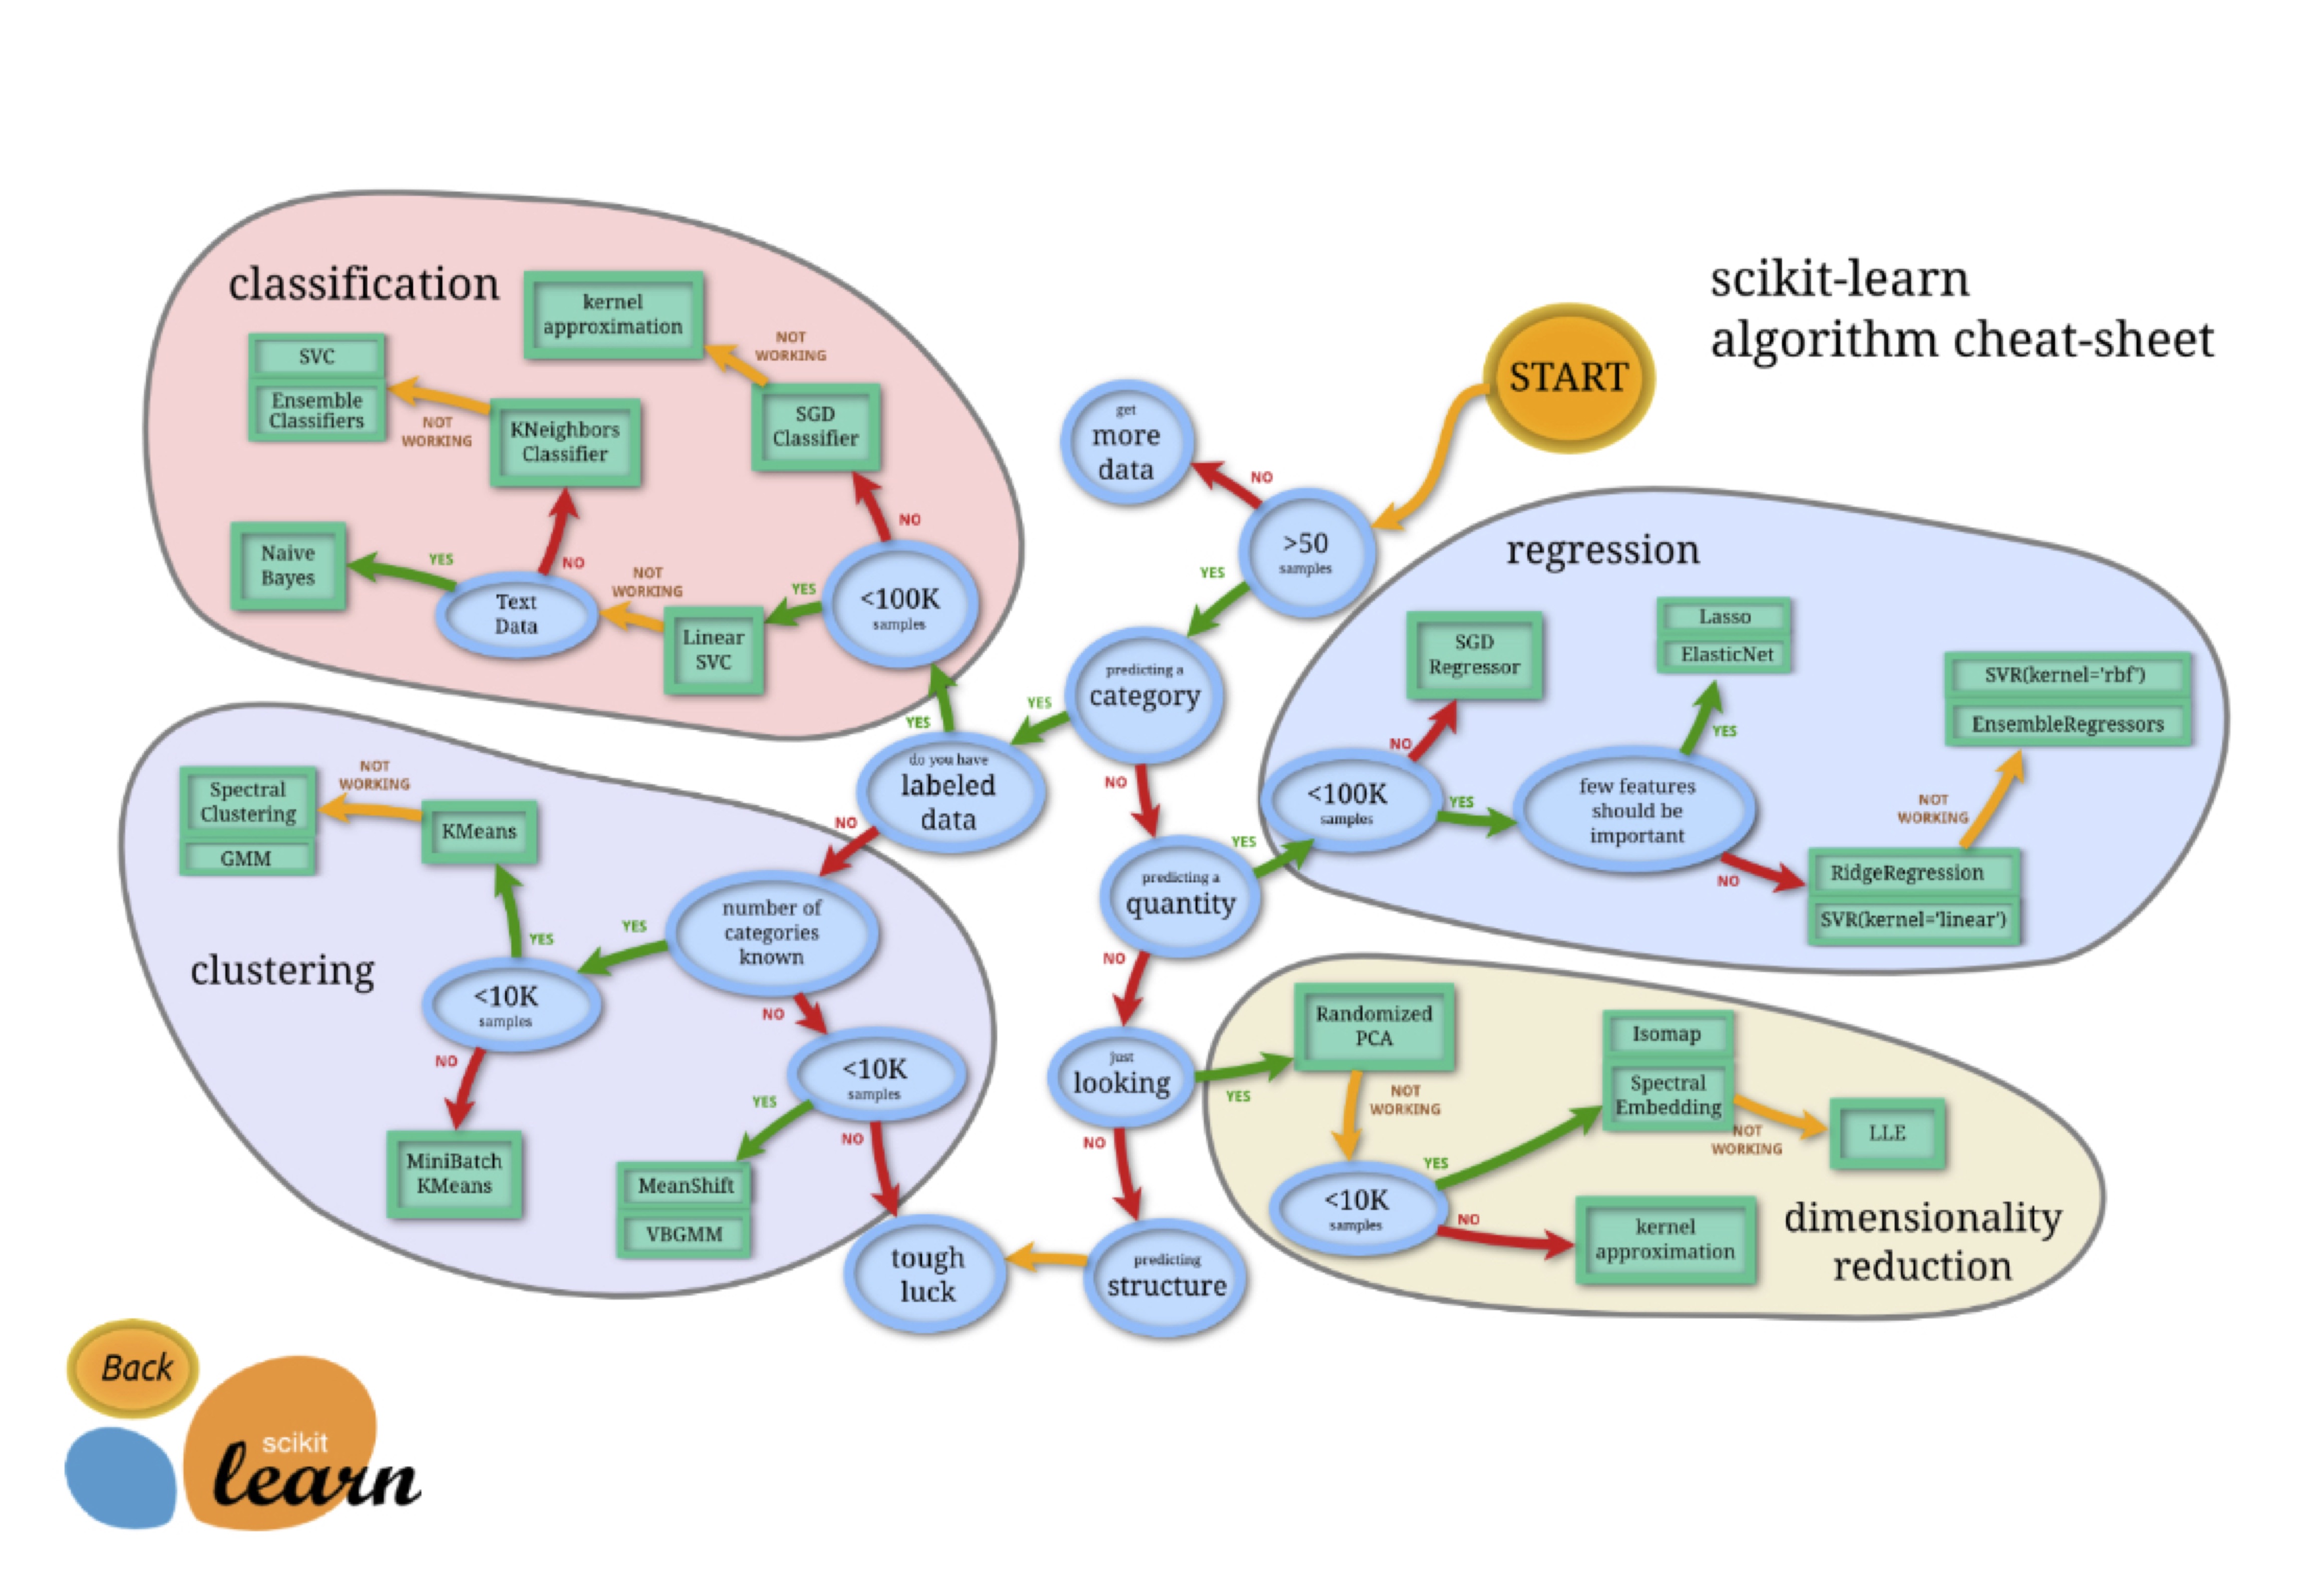 scikit-learn
algorithm cheat-sheet
START
get
more
data
NO
>50
samples
YES
predicting a
category
YES
NO
do you have
labeled
data
YES
NO
predicting a
quantity
YES
NO
just
looking
YES
NO
predicting
structure
tough
luck
classification
kernel
approximation
NOT
WORKING
SVC
Ensemble
Classifiers
NOT
WORKING
KNeighbors
Classifier
SGD
Classifier
NO
Naive
Bayes
YES
NO
Text
Data
NOT
WORKING
Linear
SVC
YES
<100K
samples
regression
SGD
Regressor
Lasso
ElasticNet
SVR(kernel='rbf')
EnsembleRegressors
NO
YES
<100K
samples
YES
few features
should be
important
NOT
WORKING
NO
RidgeRegression
SVR(kernel='linear')
clustering
Spectral
Clustering
GMM
NOT
WORKING
KMeans
number of
categories
known
YES
YES
<10K
samples
NO
NO
<10K
samples
YES
NO
MiniBatch
KMeans
MeanShift
VBGMM
Randomized
PCA
NOT
WORKING
Isomap
Spectral
Embedding
NOT
WORKING
LLE
YES
<10K
samples
NO
kernel
approximation
dimensionality
reduction
Back
scikit
learn